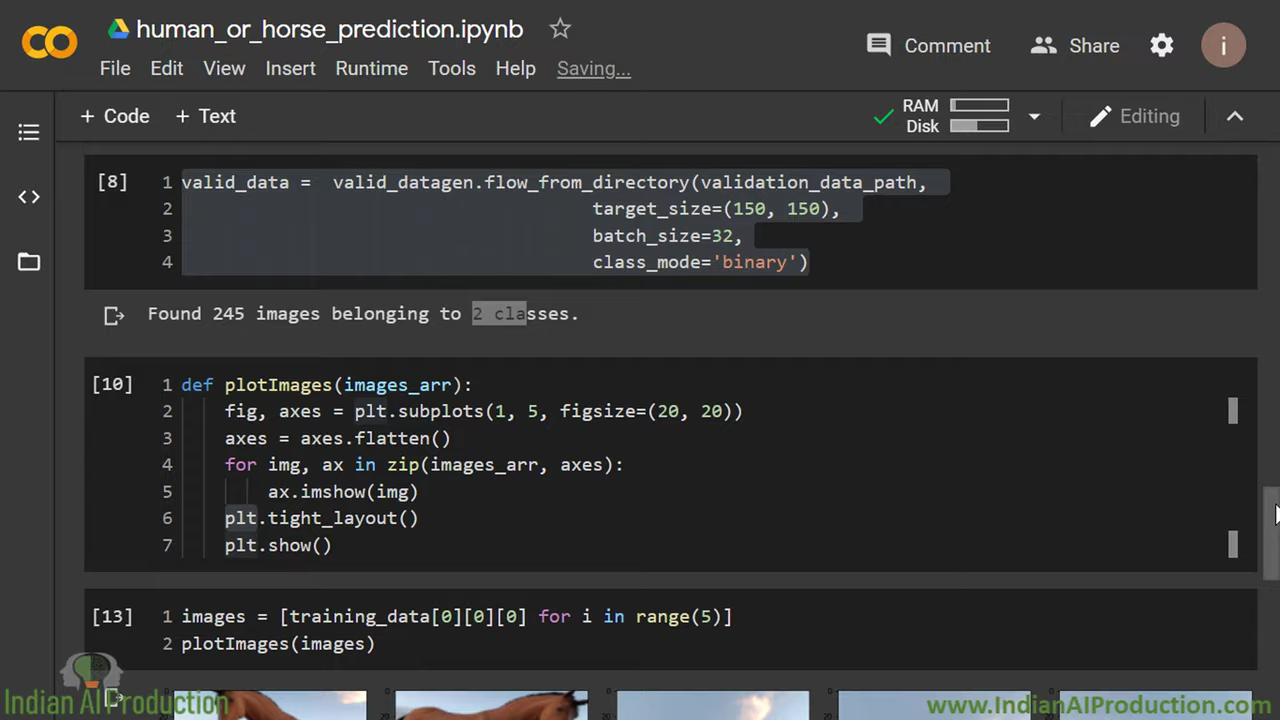 human_or_horse_prediction.ipynb
Comment
Share
i
File Edit View Insert Runtime Tools Help Saving...
+ Code + Text
RAM
Disk
Editing
[8]
1 valid_data =  valid_datagen.flow_from_directory(validation_data_path,
2 target_size=(150, 150),
3 batch_size=32,
4 class_mode='binary')
Found 245 images belonging to 2 classes.
[10]
1 def plotImages(images_arr):
2 fig, axes = plt.subplots(1, 5, figsize=(20, 20))
3 axes = axes.flatten()
4 for img, ax in zip(images_arr, axes):
5 ax.imshow(img)
6 plt.tight_layout()
7 plt.show()
[13]
1 images = [training_data[0][0][0] for i in range(5)]
2 plotImages(images)
Indian AI Production
www.IndianAIProduction.com